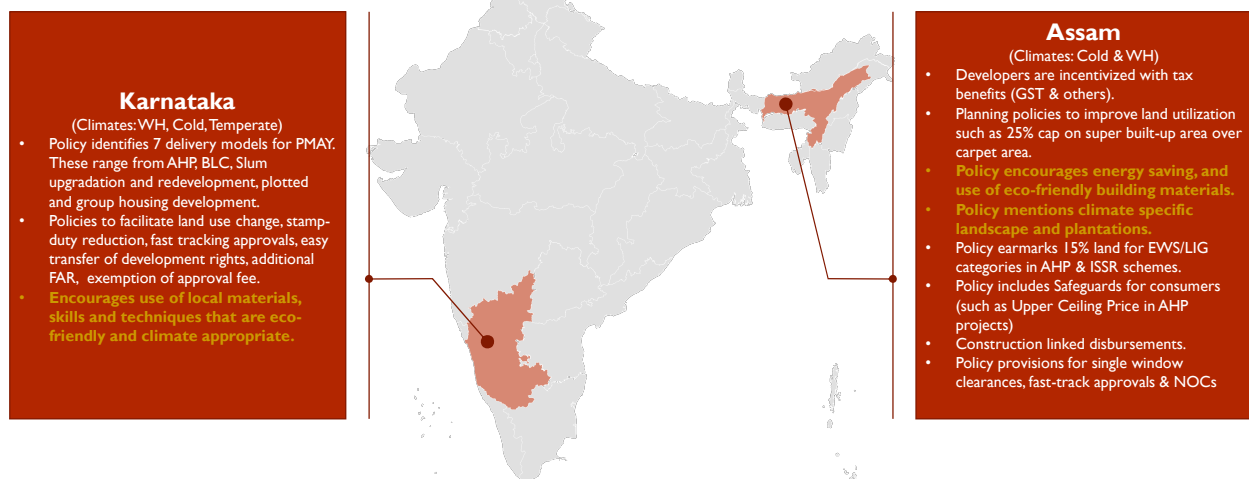 Karnataka
(Climates: WH, Cold, Temperate)
• Policy identifies 7 delivery models for PMAY.
These range from AHP, BLC, Slum
upgradation and redevelopment, plotted
and group housing development.
• Policies to facilitate land use change, stamp-
duty reduction, fast tracking approvals, easy
transfer of development rights, additional
FAR, exemption of approval fee.
• Encourages use of local materials,
skills and techniques that are eco-
friendly and climate appropriate.
Assam
(Climates: Cold & WH)
• Developers are incentivized with tax
benefits (GST & others).
• Planning policies to improve land utilization
such as 25% cap on super built-up area over
carpet area.
• Policy encourages energy saving, and
use of eco-friendly building materials.
• Policy mentions climate specific
landscape and plantations.
• Policy earmarks 15% land for EWS/LIG
categories in AHP & ISSR schemes.
• Policy includes Safeguards for consumers
(such as Upper Ceiling Price in AHP
projects)
• Construction linked disbursements.
• Policy provisions for single window
clearances, fast-track approvals & NOCs